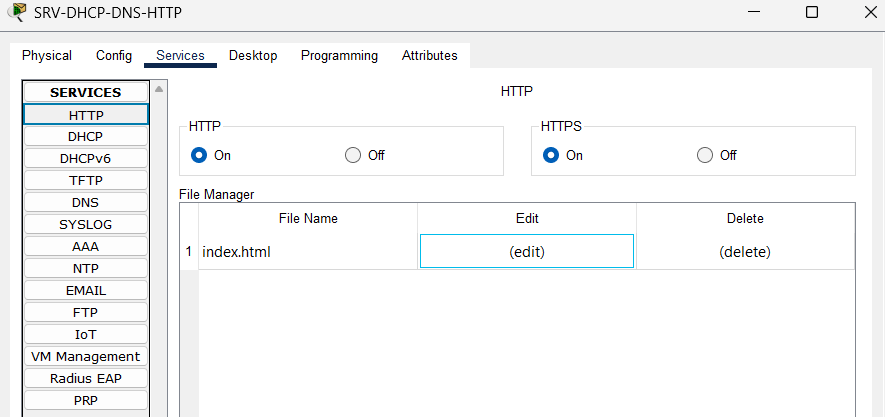 SRV-DHCP-DNS-HTTP
Physical Config Services Desktop Programming Attributes
SERVICES
HTTP
DHCP
DHCPv6
TFTP
DNS
SYSLOG
AAA
NTP
EMAIL
FTP
IoT
VM Management
Radius EAP
PRP
HTTP
HTTP
On Off
HTTPS
On Off
File Manager
File Name Edit Delete
1 index.html (edit) (delete)